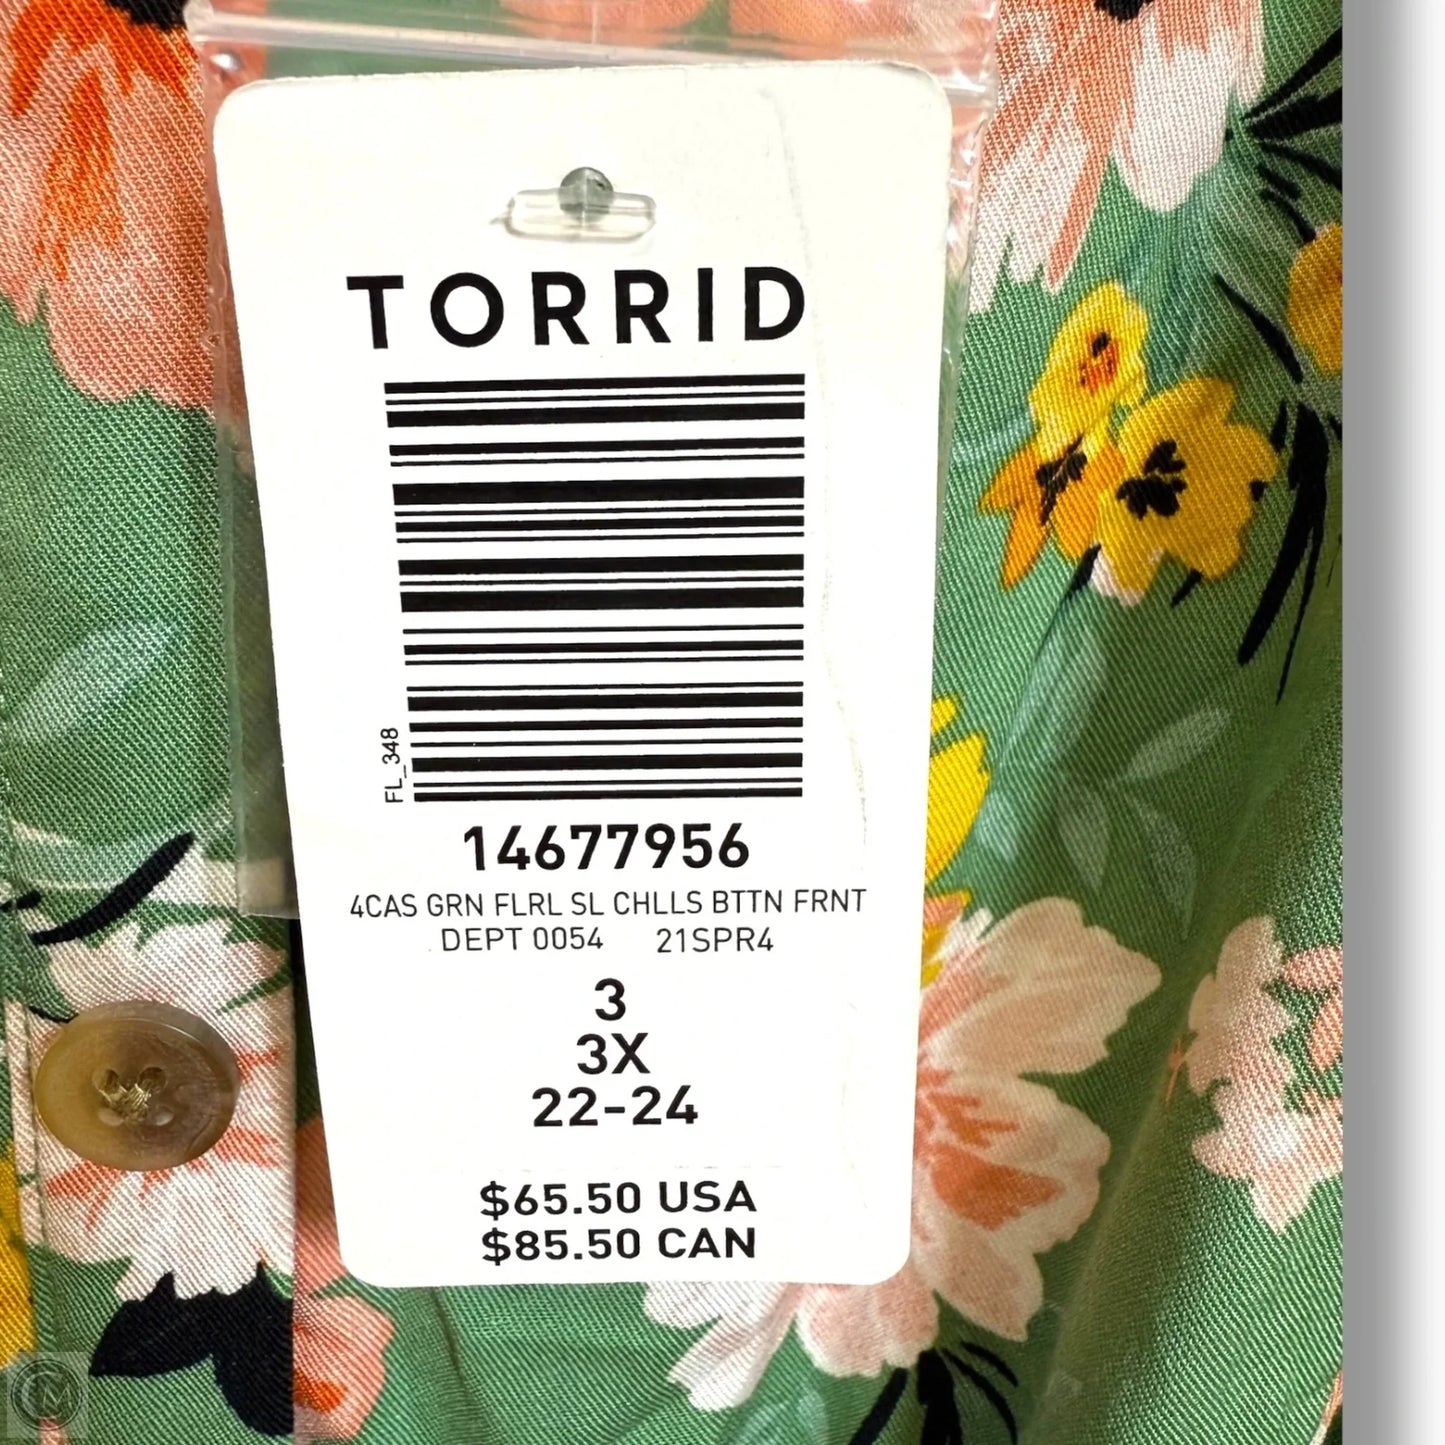 TORRID
FL_348
14677956
4CAS GRN FLRL SL CHLLS BTTN FRNT
DEPT 0054 21SPR4
3
3X
22-24
$65.50 USA
$85.50 CAN